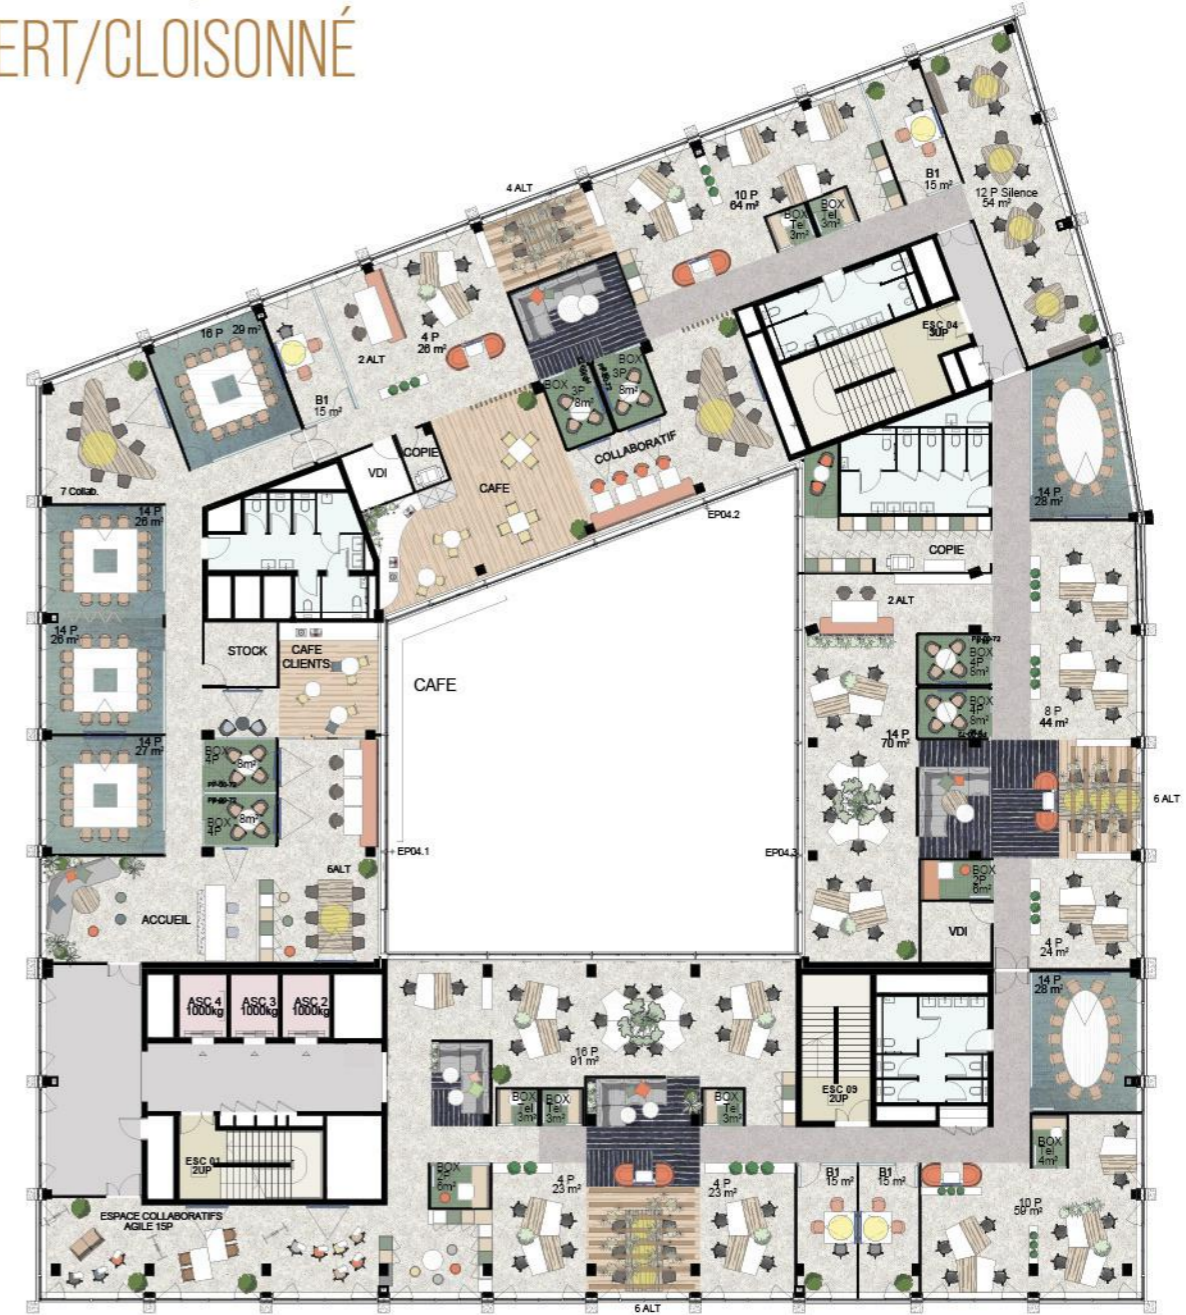 ERT/CLOISONNÉ
4 ALT
10 P
64 m²
BOX
Tel
3m²
BOX
Tel
3m²
B1
15 m²
12 P Silence
54 m²
16 P
29 m²
B1
15 m²
2 ALT
4 P
26 m²
BOX
3P
8m²
BOX
3P
8m²
ESC 04
3UP
COLLABORATIF
VDI
COPIE
CAFE
7 Collab.
EP04.2
14 P
28 m²
COPIE
14 P
26 m²
14 P
26 m²
14 P
27 m²
STOCK
CAFE
CLIENTS
CAFE
2 ALT
BOX
4P
8m²
BOX
4P
8m²
8 P
44 m²
14 P
70 m²
6 ALT
BOX
4P
8m²
BOX
4P
8m²
EP04.1
EP04.3
BOX
2P
6m²
6ALT
ACCUEIL
VDI
4 P
24 m²
ASC 4
1000kg
ASC 3
1000kg
ASC 2
1000kg
14 P
28 m²
16 P
91 m²
BOX
Tel
3m²
BOX
Tel
3m²
BOX
Tel
3m²
ESC 09
2UP
ESC 01
2UP
BOX
Tel
4m²
BOX
2P
6m²
4 P
23 m²
4 P
23 m²
B1
15 m²
B1
15 m²
10 P
59 m²
ESPACE COLLABORATIFS
AGILE 15P
6 ALT